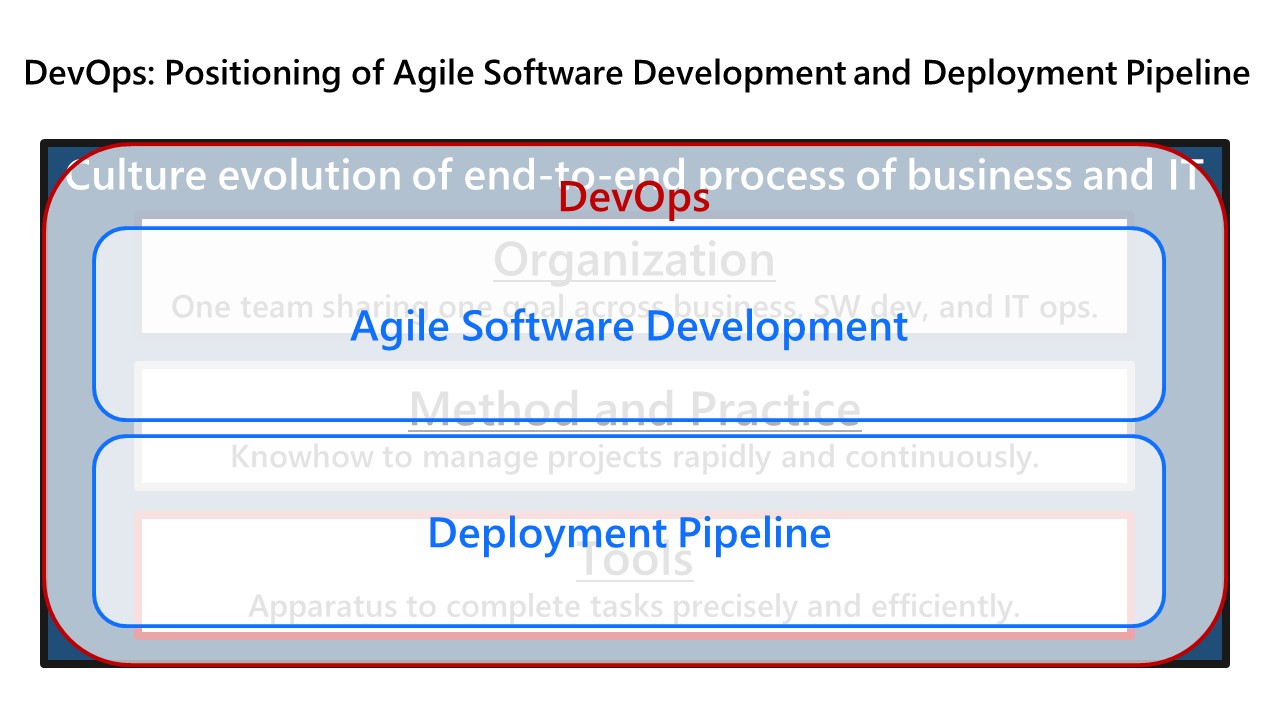 DevOps: Positioning of Agile Software Development and Deployment Pipeline
Culture evolution of end-to-end process of business and IT
DevOps
Organization
One team sharing one goal across business, SW dev, and IT ops.
Agile Software Development
Method and Practice
Knowhow to manage projects rapidly and continuously.
Deployment Pipeline
Tools
Apparatus to complete tasks precisely and efficiently.